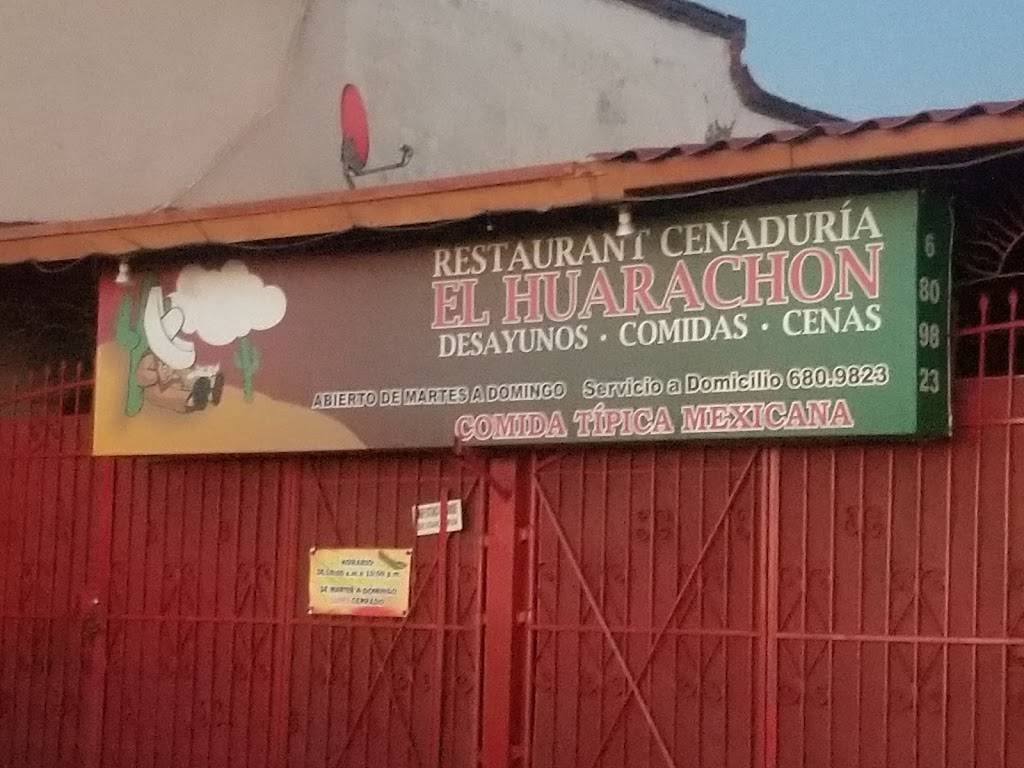 RESTAURANT CENADURÍA
EL HUARACHON
DESAYUNOS · COMIDAS · CENAS
ABIERTO DE MARTES A DOMINGO Servicio a Domicilio 680.9823
COMIDA TÍPICA MEXICANA
6
80
98
23
HORARIO
DE MARTES A DOMINGO
CERRADO